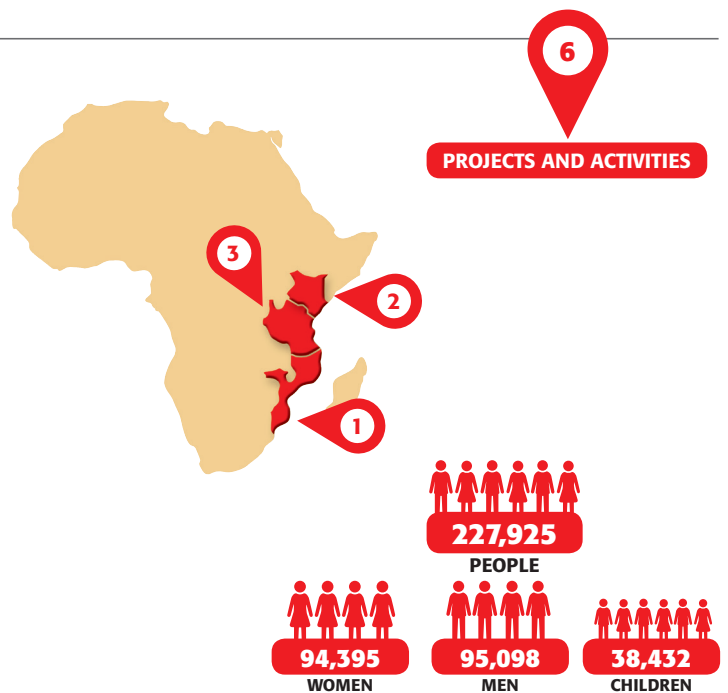 6
PROJECTS AND ACTIVITIES
3
2
1
227,925
PEOPLE
94,395
WOMEN
95,098
MEN
38,432
CHILDREN